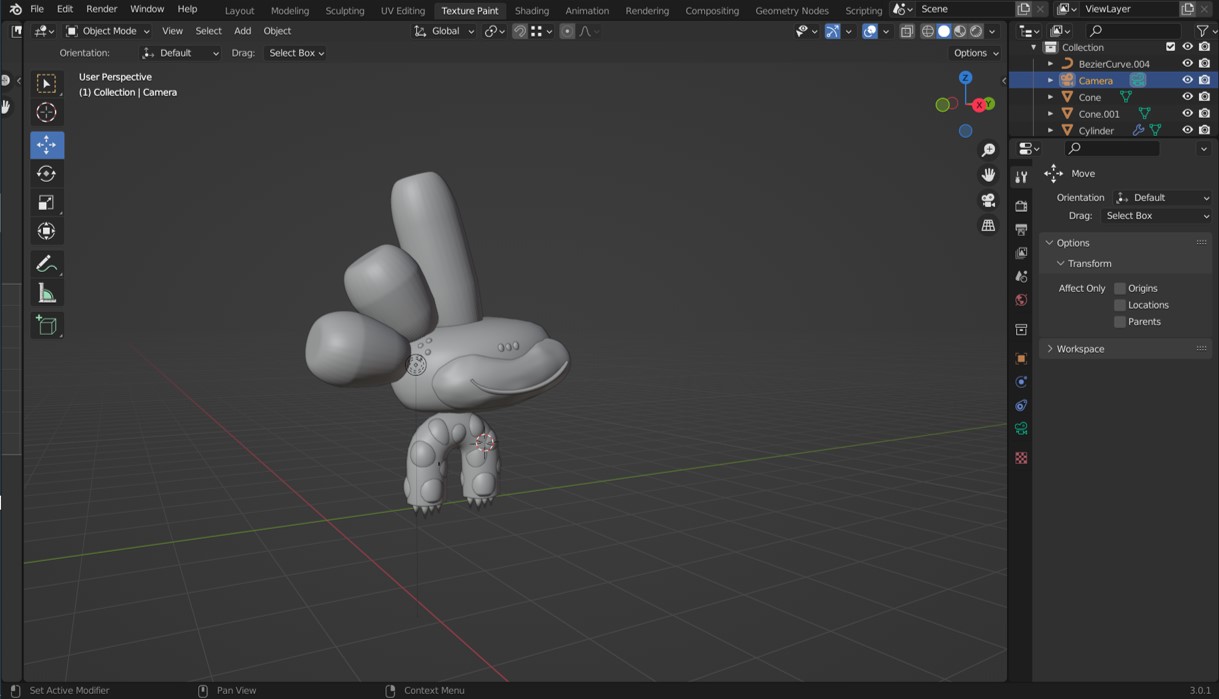 File Edit Render Window Help Layout Modeling Sculpting UV Editing Texture Paint Shading Animation Rendering Compositing Geometry Nodes Scripting Scene ViewLayer
Object Mode View Select Add Object Global
Orientation: Default Drag: Select Box Options
User Perspective
(1) Collection | Camera
Z
X
Y
Collection
BezierCurve.004
Camera
Cone
Cone.001
Cylinder
Move
Orientation Default
Drag: Select Box
Options
Transform
Affect Only Origins
Locations
Parents
Workspace
Set Active Modifier Pan View Context Menu 3.0.1